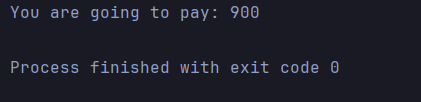 You are going to pay: 900
Process finished with exit code 0